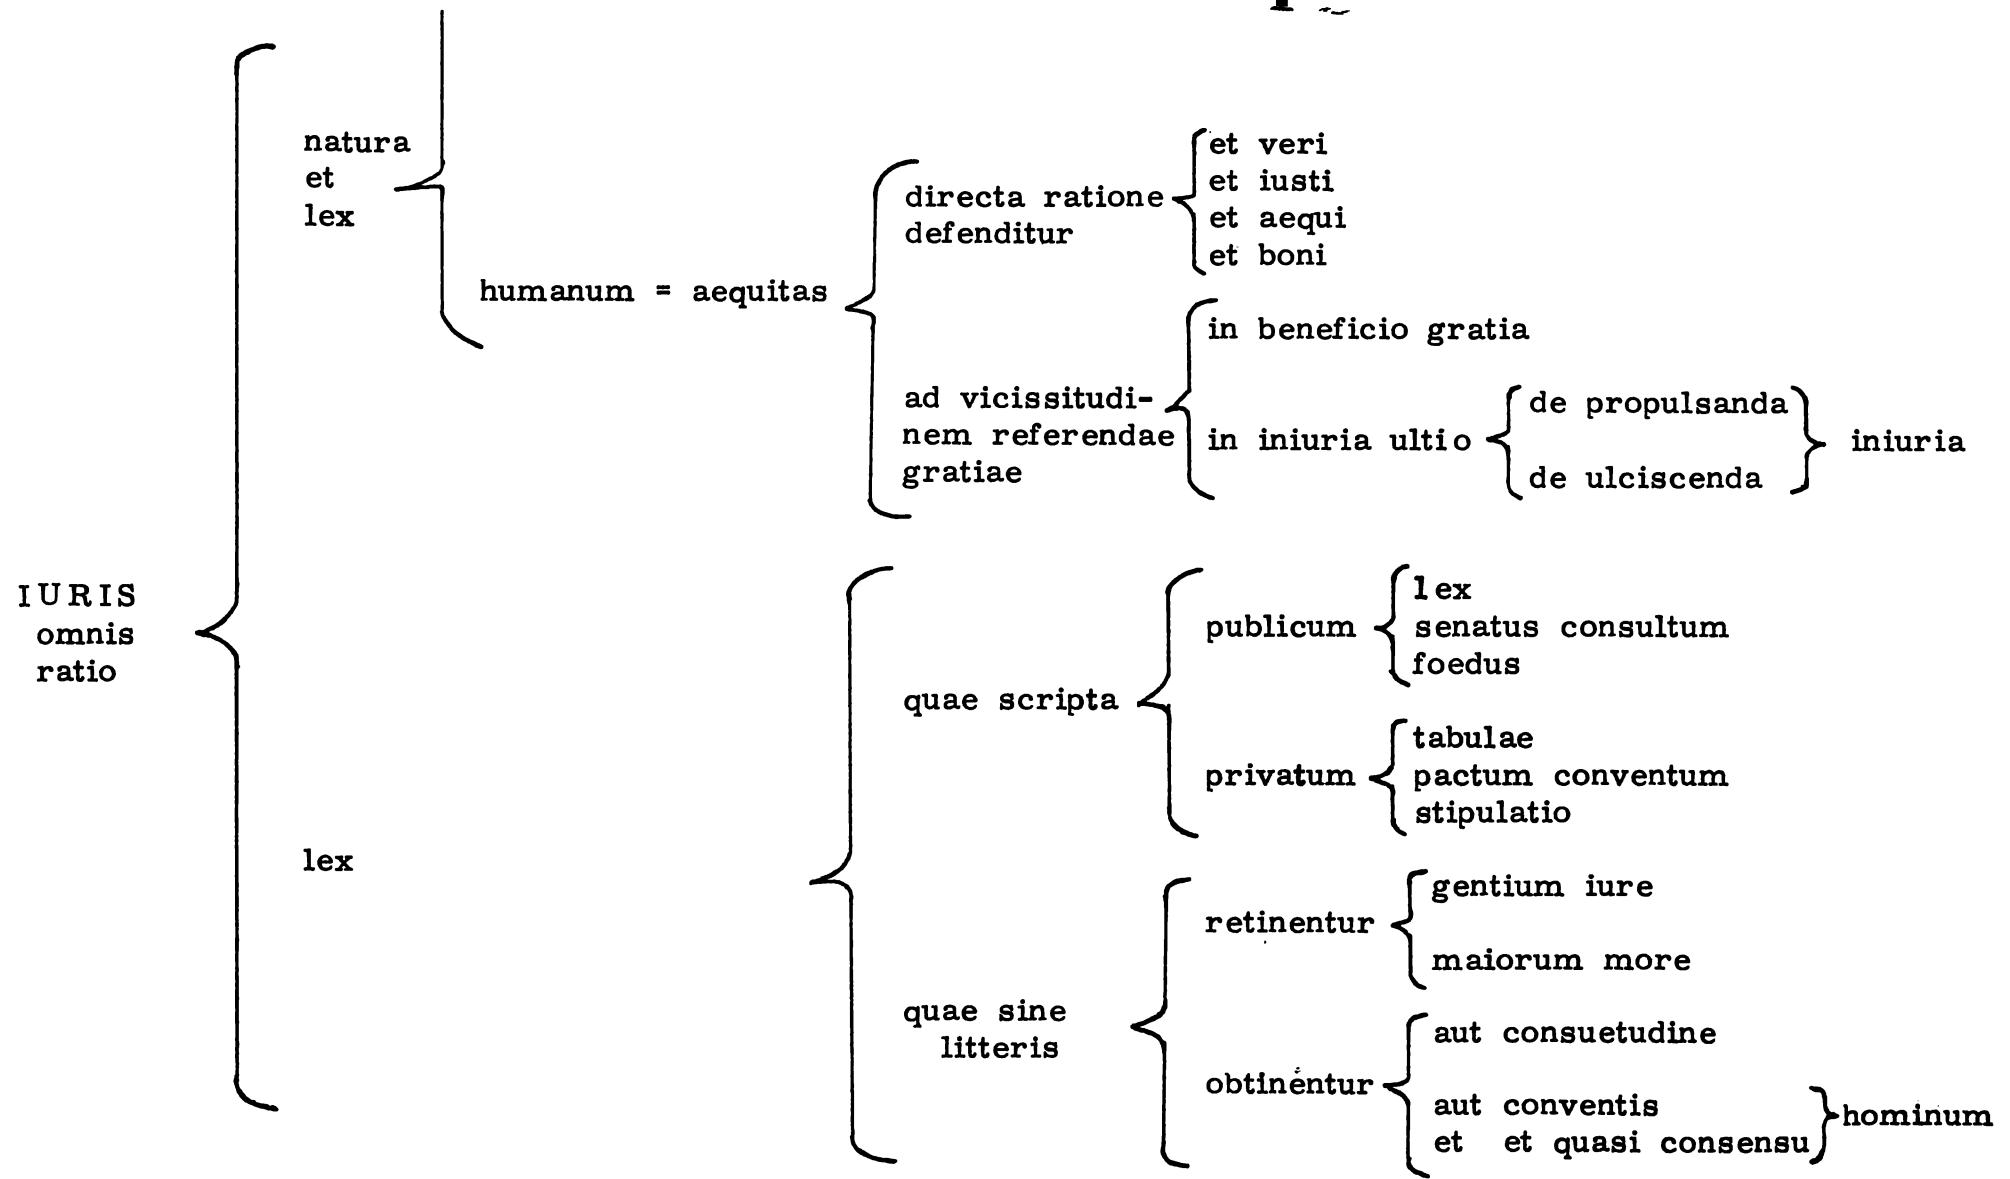 natura
et
lex
humanum = aequitas
directa ratione
defenditur
et veri
et iusti
et aequi
et boni
ad vicissitudi-
nem referendae
gratiae
in beneficio gratia
in iniuria ultio
de propulsanda
de ulciscenda
iniuria
IURIS
omnis
ratio
lex
quae scripta
publicum
lex
senatus consultum
foedus
privatum
tabulae
pactum conventum
stipulatio
quae sine
litteris
retinentur
gentium iure
maiorum more
obtinentur
aut consuetudine
aut conventis
et et quasi consensu
hominum